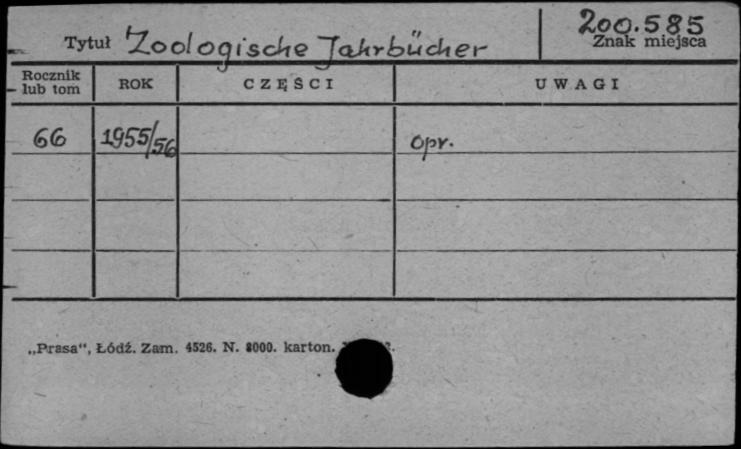 200.585
Tytuł Zoologische Jahrbücher Znak miejsca
Rocznik lub tom ROK CZĘŚCI UWAGI
66 1955/56 opr.
„Prasa“, Łódź. Zam. 4526. N. 8000. karton.